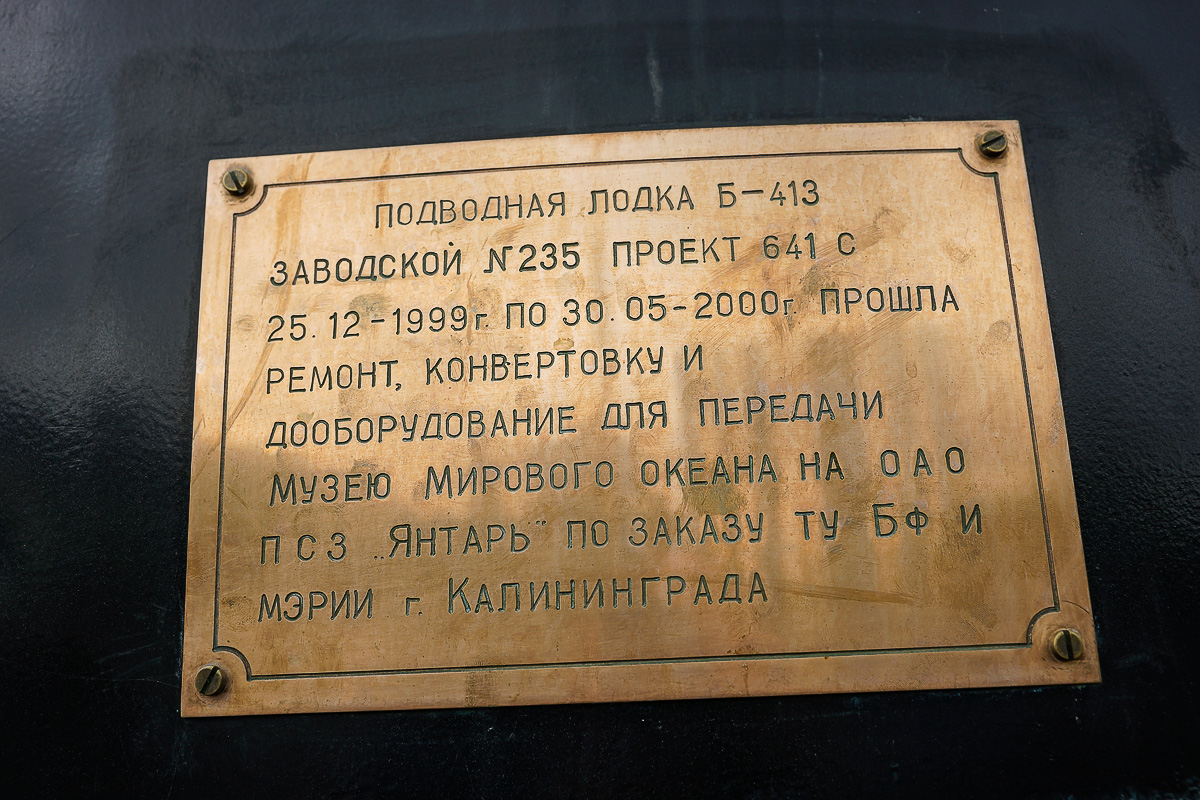 ПОДВОДНАЯ ЛОДКА Б-413
ЗАВОДСКОЙ №235 ПРОЕКТ 641 С
25.12-1999г. ПО 30.05-2000г. ПРОШЛА
РЕМОНТ, КОНВЕРТОВКУ И
ДООБОРУДОВАНИЕ ДЛЯ ПЕРЕДАЧИ
МУЗЕЮ МИРОВОГО ОКЕАНА НА ОАО
ПСЗ „ЯНТАРЬ" ПО ЗАКАЗУ ТУ БФ И
МЭРИИ г. КАЛИНИНГРАДА